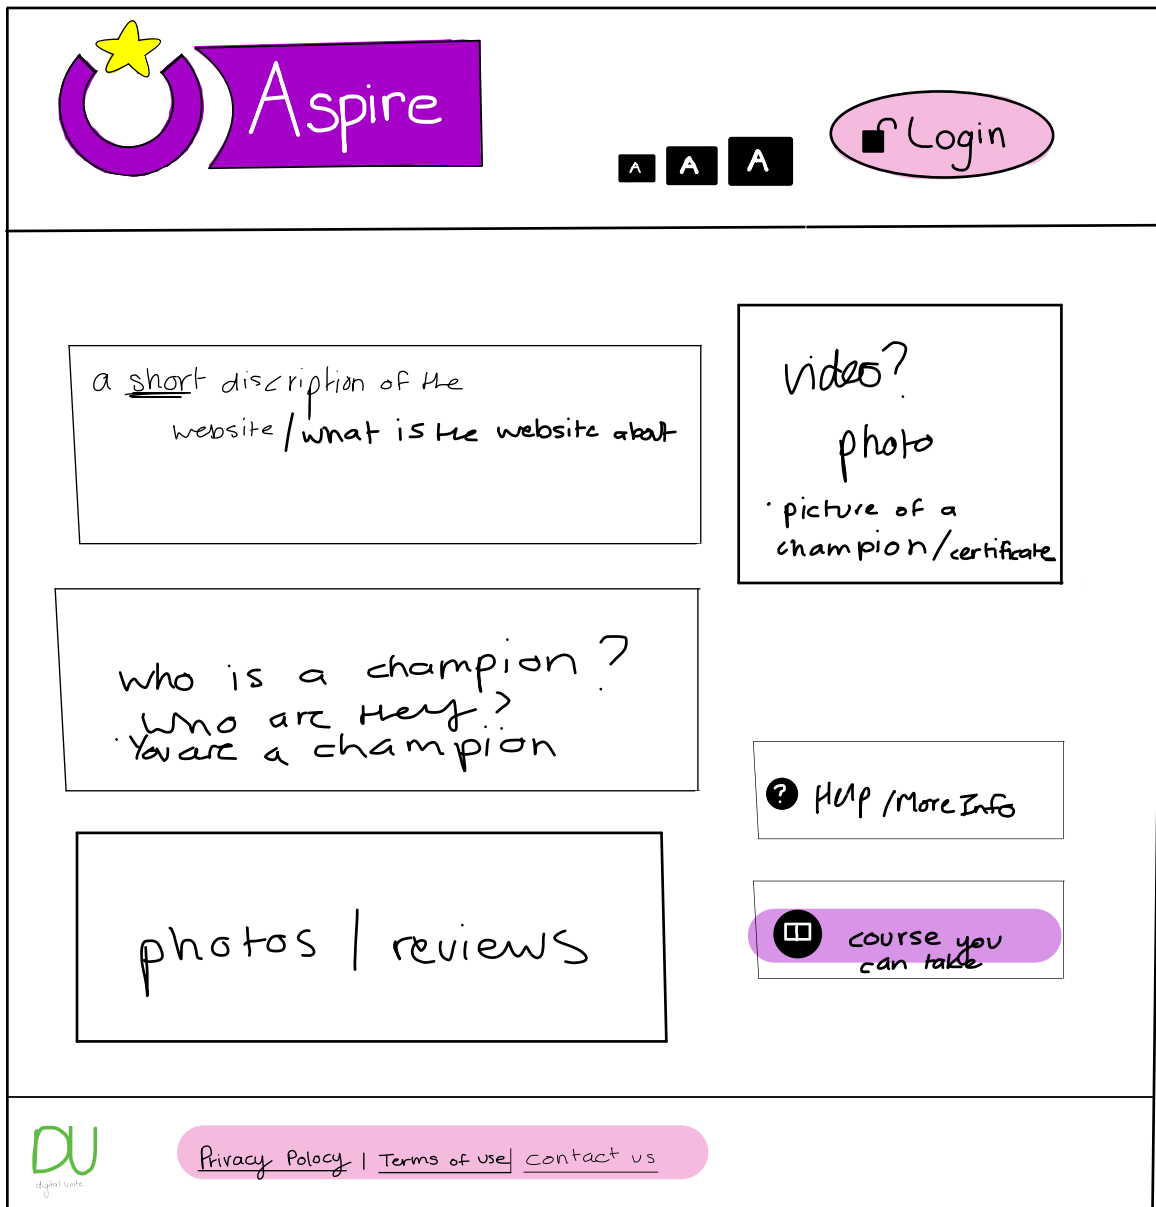 Aspire
A A A
Login
a short discription of the
website/what is the website about
video?
photo
· picture of a
champion/certificate
who is a champion?
who are they?
· You are a champion
? Help /More Info
photos | reviews
course you
can take
DU
digital unite
Privacy Polocy | Terms of use| contact us